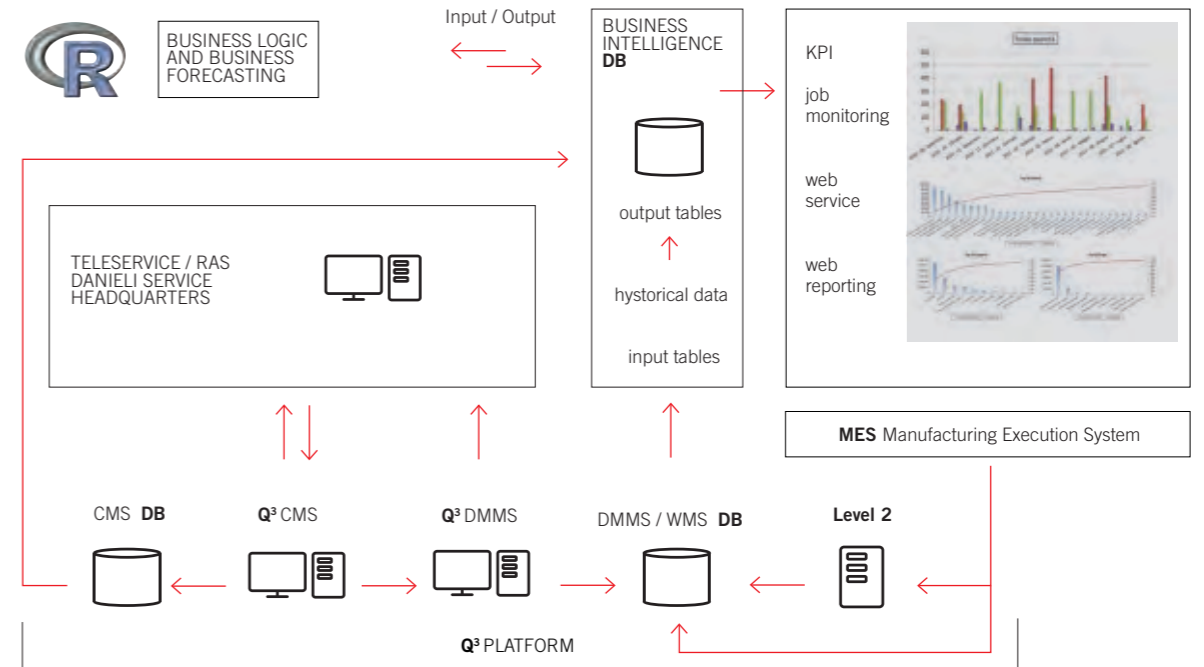 R
BUSINESS LOGIC
AND BUSINESS
FORECASTING
Input / Output
BUSINESS
INTELLIGENCE
DB
output tables
hystorical data
input tables
KPI
job
monitoring
web
service
web
reporting
TELESERVICE / RAS
DANIELI SERVICE
HEADQUARTERS
MES Manufacturing Execution System
CMS DB
Q³ CMS
Q³ DMMS
DMMS / WMS DB
Level 2
Q³ PLATFORM